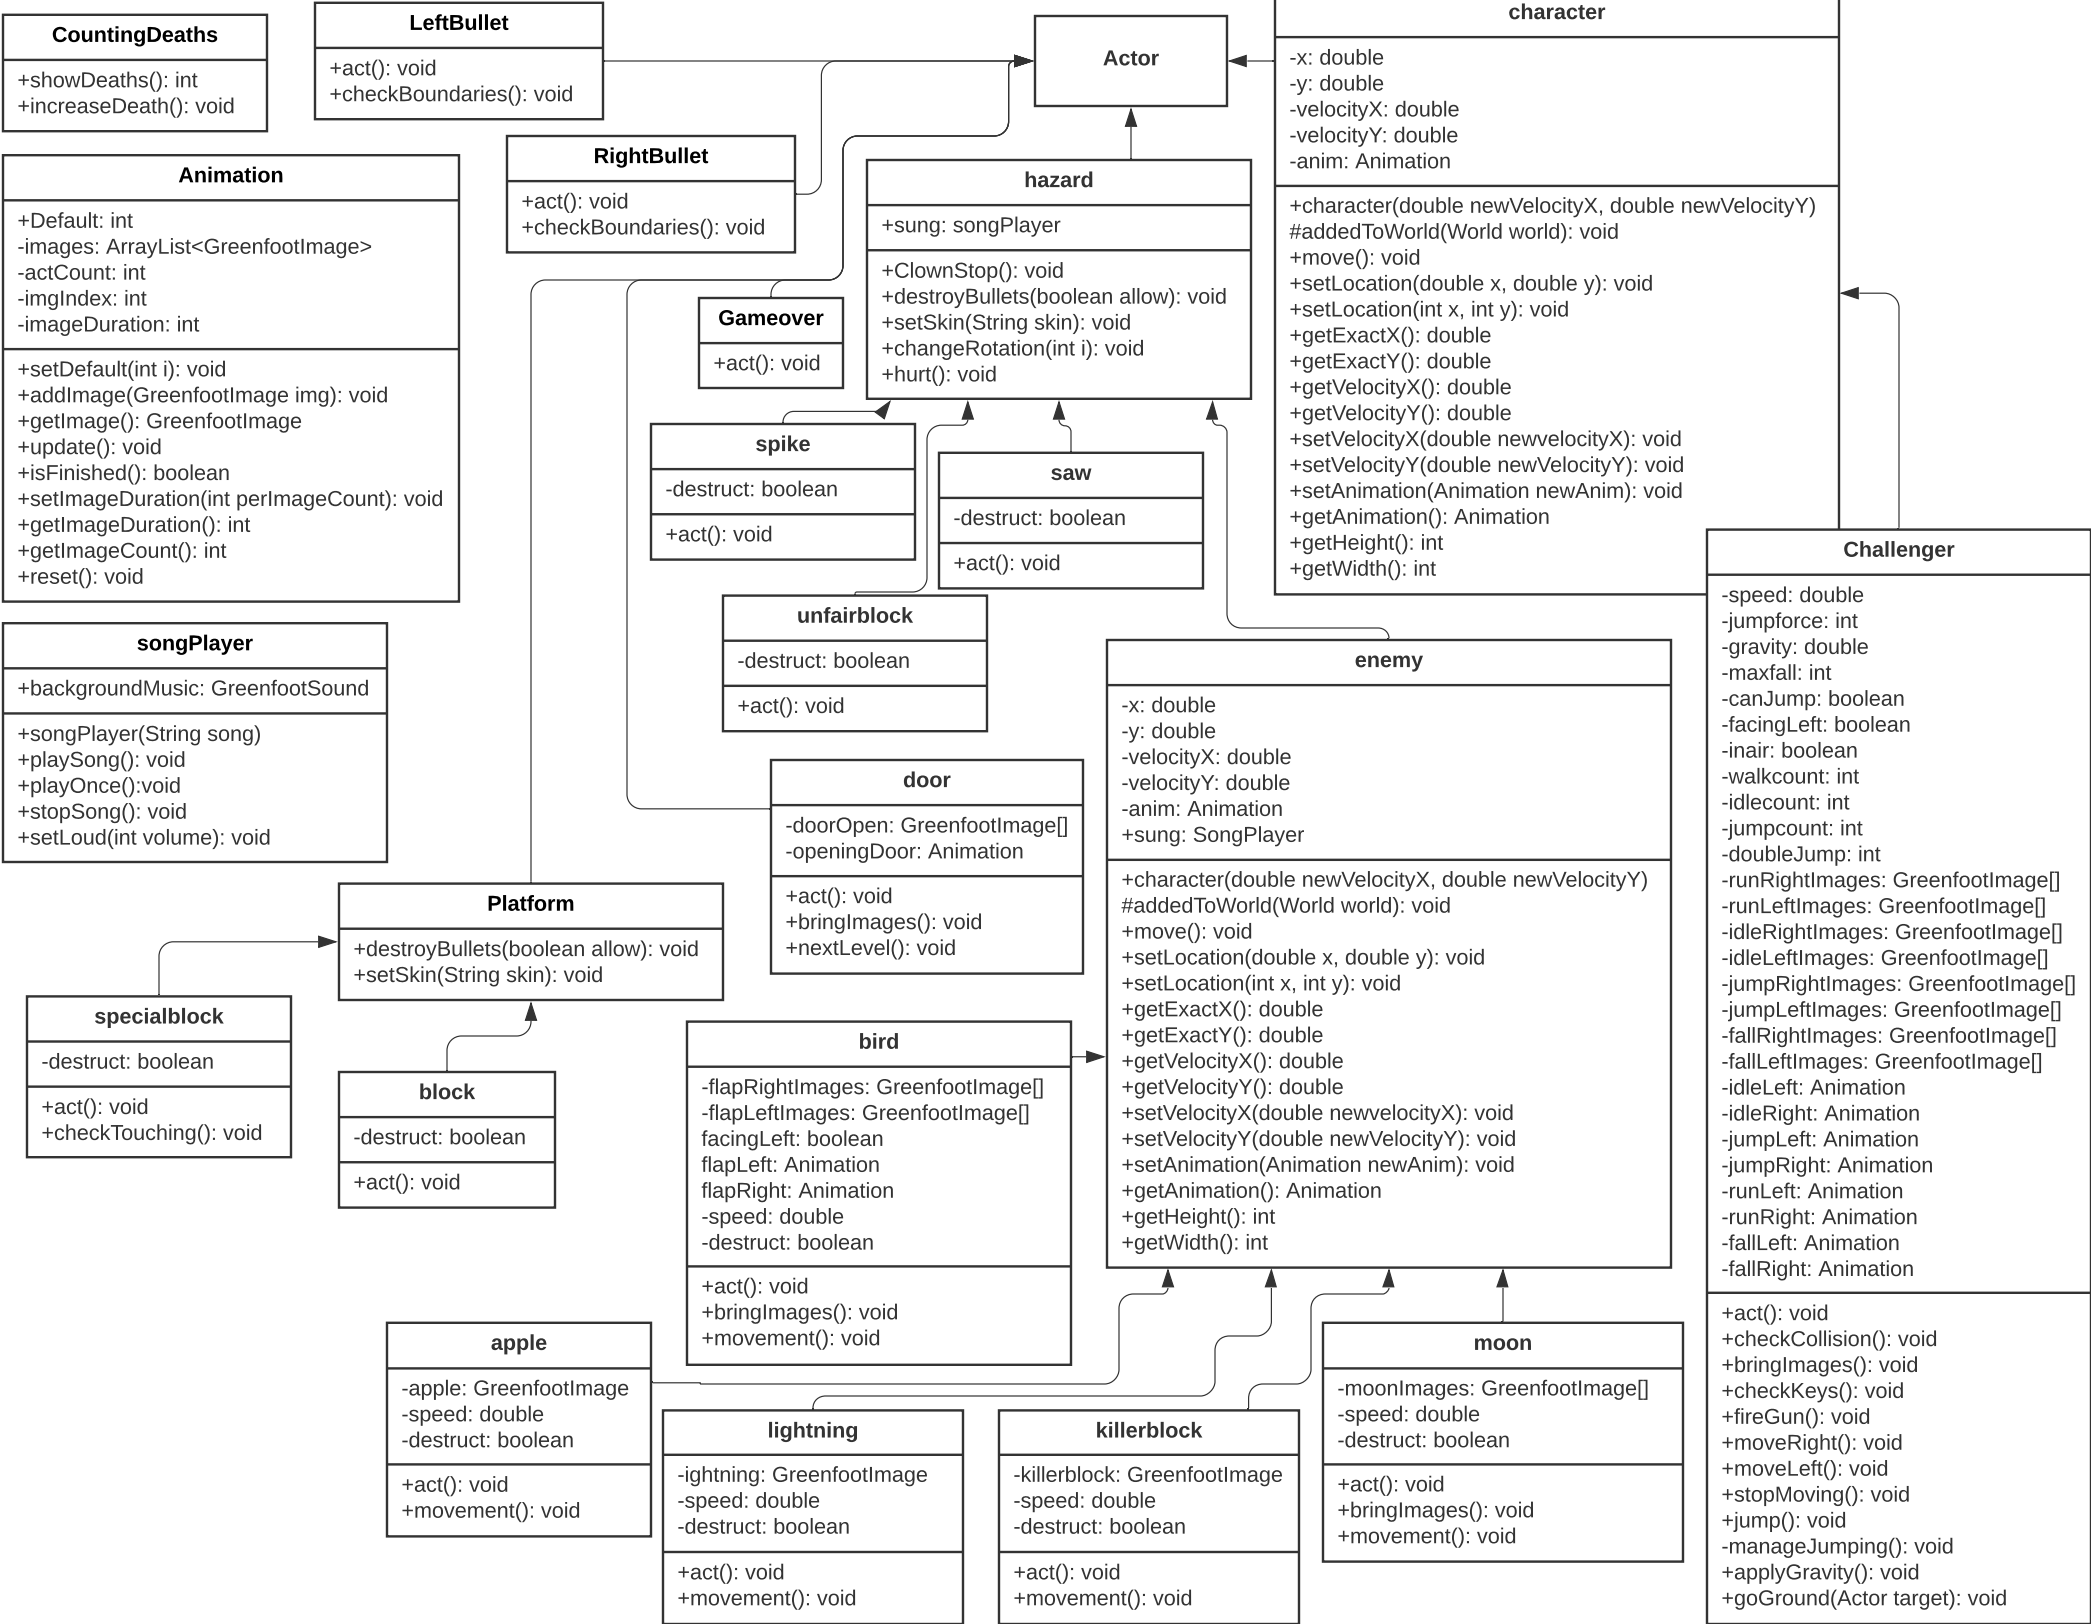 CountingDeaths
+showDeaths(): int
+increaseDeath(): void
LeftBullet
+act(): void
+checkBoundaries(): void
Actor
character
-x: double
-y: double
-velocityX: double
-velocityY: double
-anim: Animation
+character(double newVelocityX, double newVelocityY)
#addedToWorld(World world): void
+move(): void
+setLocation(double x, double y): void
+setLocation(int x, int y): void
+getExactX(): double
+getExactY(): double
+getVelocityX(): double
+getVelocityY(): double
+setVelocityX(double newvelocityX): void
+setVelocityY(double newVelocityY): void
+setAnimation(Animation newAnim): void
+getAnimation(): Animation
+getHeight(): int
+getWidth(): int
RightBullet
+act(): void
+checkBoundaries(): void
Animation
+Default: int
-images: ArrayList<GreenfootImage>
-actCount: int
-imgIndex: int
-imageDuration: int
+setDefault(int i): void
+addImage(GreenfootImage img): void
+getImage(): GreenfootImage
+update(): void
+isFinished(): boolean
+setImageDuration(int perImageCount): void
+getImageDuration(): int
+getImageCount(): int
+reset(): void
hazard
+sung: songPlayer
+ClownStop(): void
+destroyBullets(boolean allow): void
+setSkin(String skin): void
+changeRotation(int i): void
+hurt(): void
Gameover
+act(): void
spike
-destruct: boolean
+act(): void
saw
-destruct: boolean
+act(): void
unfairblock
-destruct: boolean
+act(): void
songPlayer
+backgroundMusic: GreenfootSound
+songPlayer(String song)
+playSong(): void
+playOnce():void
+stopSong(): void
+setLoud(int volume): void
door
-doorOpen: GreenfootImage[]
-openingDoor: Animation
+act(): void
+bringImages(): void
+nextLevel(): void
enemy
-x: double
-y: double
-velocityX: double
-velocityY: double
-anim: Animation
+sung: SongPlayer
+character(double newVelocityX, double newVelocityY)
#addedToWorld(World world): void
+move(): void
+setLocation(double x, double y): void
+setLocation(int x, int y): void
+getExactX(): double
+getExactY(): double
+getVelocityX(): double
+getVelocityY(): double
+setVelocityX(double newvelocityX): void
+setVelocityY(double newVelocityY): void
+setAnimation(Animation newAnim): void
+getAnimation(): Animation
+getHeight(): int
+getWidth(): int
Challenger
-speed: double
-jumpforce: int
-gravity: double
-maxfall: int
-canJump: boolean
-facingLeft: boolean
-inair: boolean
-walkcount: int
-idlecount: int
-jumpcount: int
-doubleJump: int
-runRightImages: GreenfootImage[]
-runLeftImages: GreenfootImage[]
-idleRightImages: GreenfootImage[]
-idleLeftImages: GreenfootImage[]
-jumpRightImages: GreenfootImage[]
-jumpLeftImages: GreenfootImage[]
-fallRightImages: GreenfootImage[]
-fallLeftImages: GreenfootImage[]
-idleLeft: Animation
-idleRight: Animation
-jumpLeft: Animation
-jumpRight: Animation
-runLeft: Animation
-runRight: Animation
-fallLeft: Animation
-fallRight: Animation
+act(): void
+checkCollision(): void
+bringImages(): void
+checkKeys(): void
+fireGun(): void
+moveRight(): void
+moveLeft(): void
+stopMoving(): void
+jump(): void
-manageJumping(): void
+applyGravity(): void
+goGround(Actor target): void
Platform
+destroyBullets(boolean allow): void
+setSkin(String skin): void
specialblock
-destruct: boolean
+act(): void
+checkTouching(): void
block
-destruct: boolean
+act(): void
bird
-flapRightImages: GreenfootImage[]
-flapLeftImages: GreenfootImage[]
facingLeft: boolean
flapLeft: Animation
flapRight: Animation
-speed: double
-destruct: boolean
+act(): void
+bringImages(): void
+movement(): void
apple
-apple: GreenfootImage
-speed: double
-destruct: boolean
+act(): void
+movement(): void
lightning
-ightning: GreenfootImage
-speed: double
-destruct: boolean
+act(): void
+movement(): void
killerblock
-killerblock: GreenfootImage
-speed: double
-destruct: boolean
+act(): void
+movement(): void
moon
-moonImages: GreenfootImage[]
-speed: double
-destruct: boolean
+act(): void
+bringImages(): void
+movement(): void